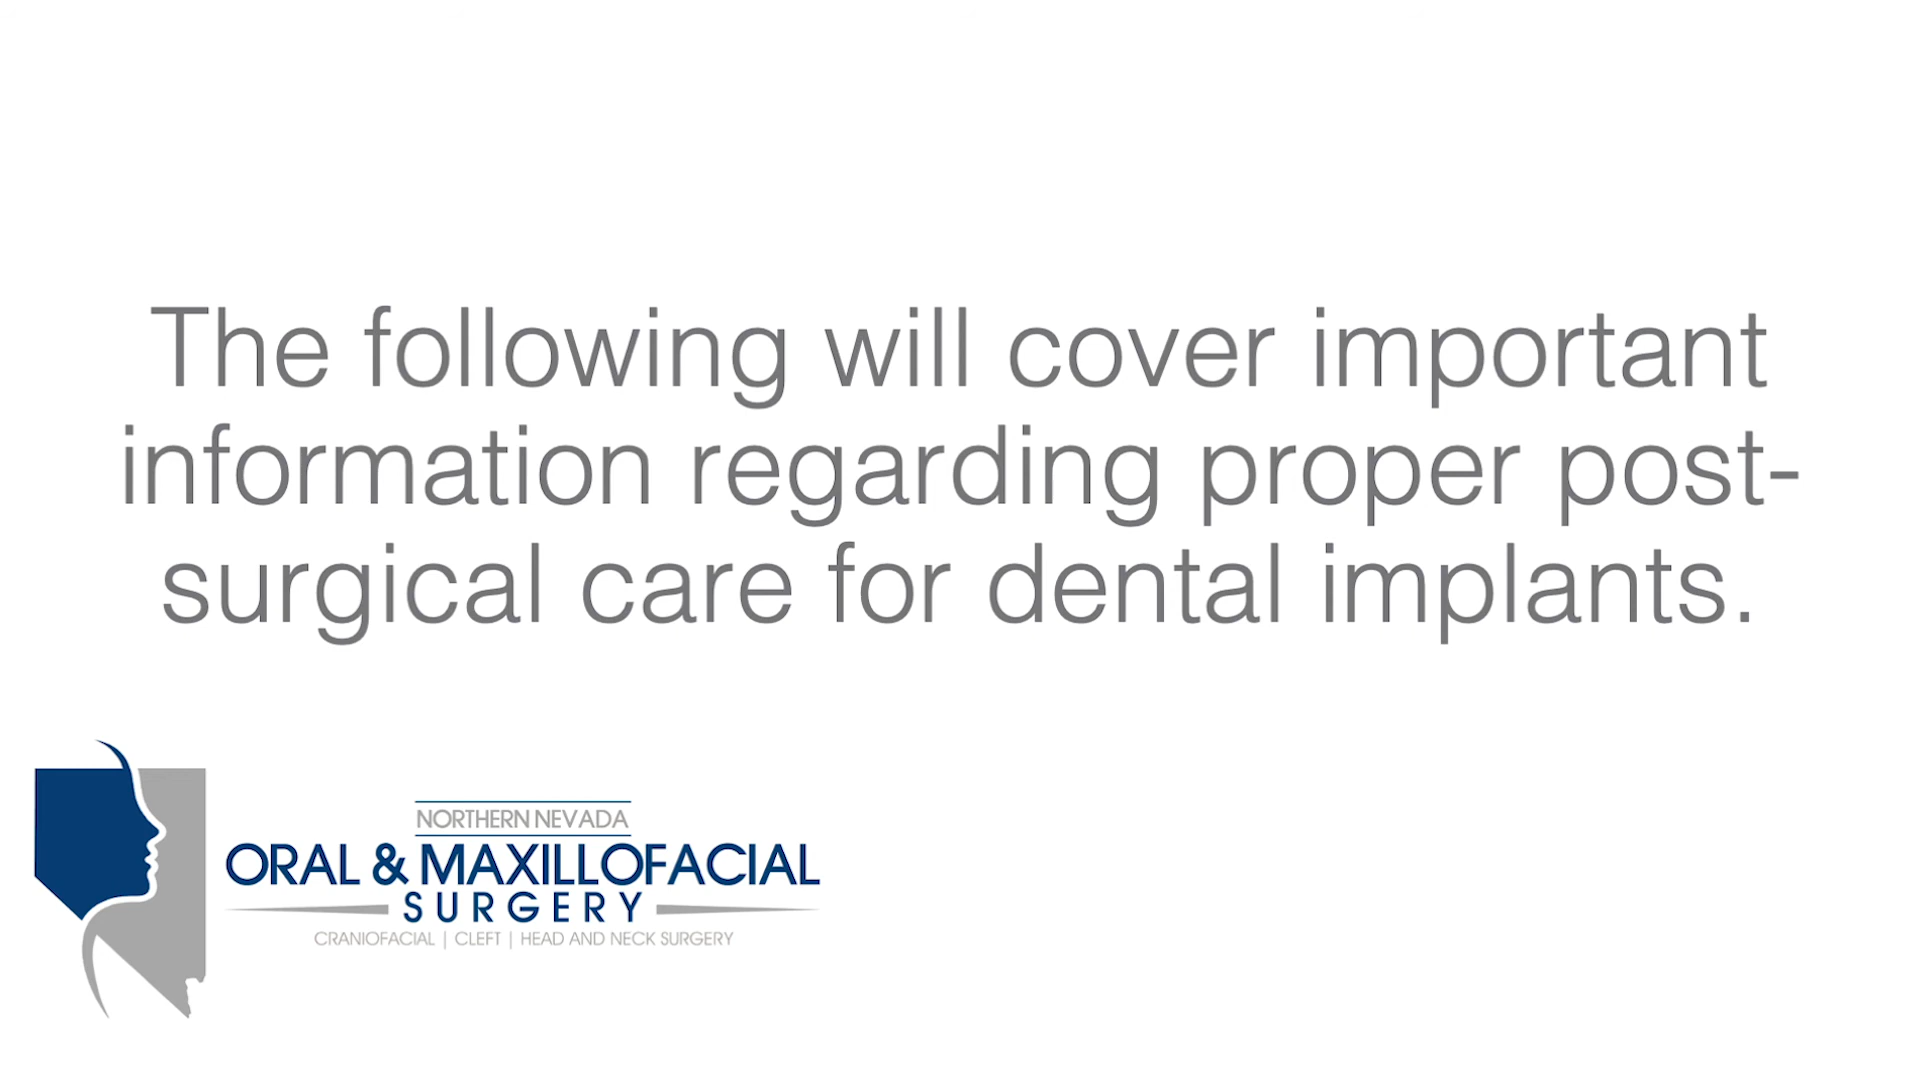 The following will cover important
information regarding proper post-
surgical care for dental implants.
NORTHERN NEVADA
ORAL & MAXILLOFACIAL
SURGERY
CRANIOFACIAL | CLEFT | HEAD AND NECK SURGERY